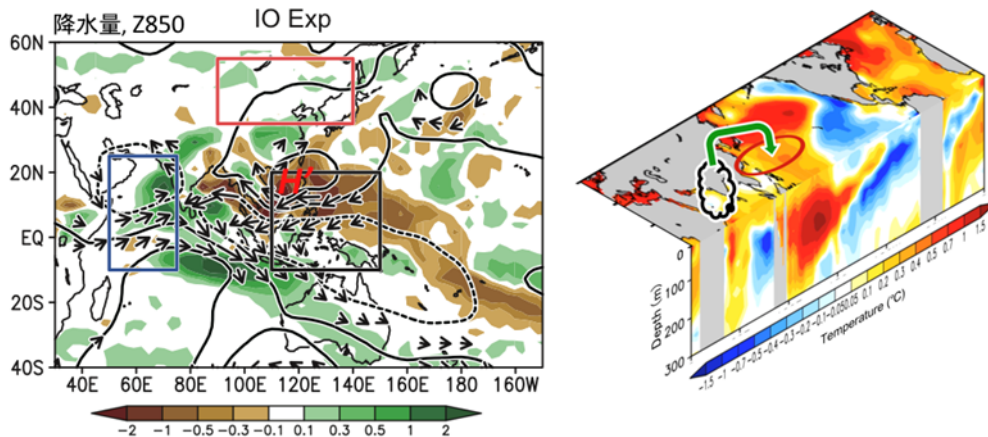 降水量, Z850
IO Exp
60N
40N
20N
EQ
20S
40S
H'
40E 60E 80E 100E 120E 140E 160E 180 160W
-2 -1 -0.5 -0.3 -0.1 0.1 0.3 0.5 1 2
0
100
200
300
Depth (m)
-1.5 -1 -0.7 -0.5 -0.4 -0.3 -0.2 -0.1 -0.05 0.05 0.1 0.2 0.3 0.4 0.5 0.7 1 1.5
Temperature (°C)